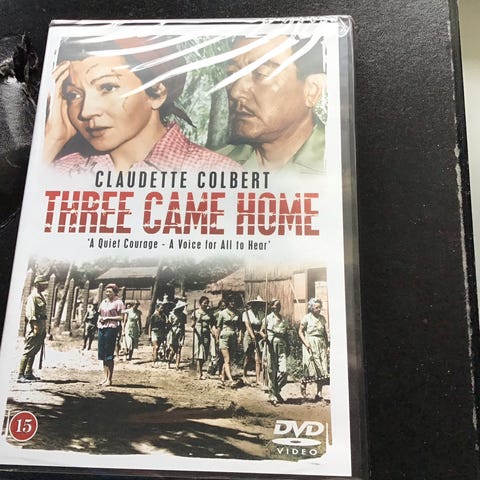 CLAUDETTE COLBERT
THREE CAME HOME
'A Quiet Courage - A Voice for All to Hear'
15
DVD
VIDEO